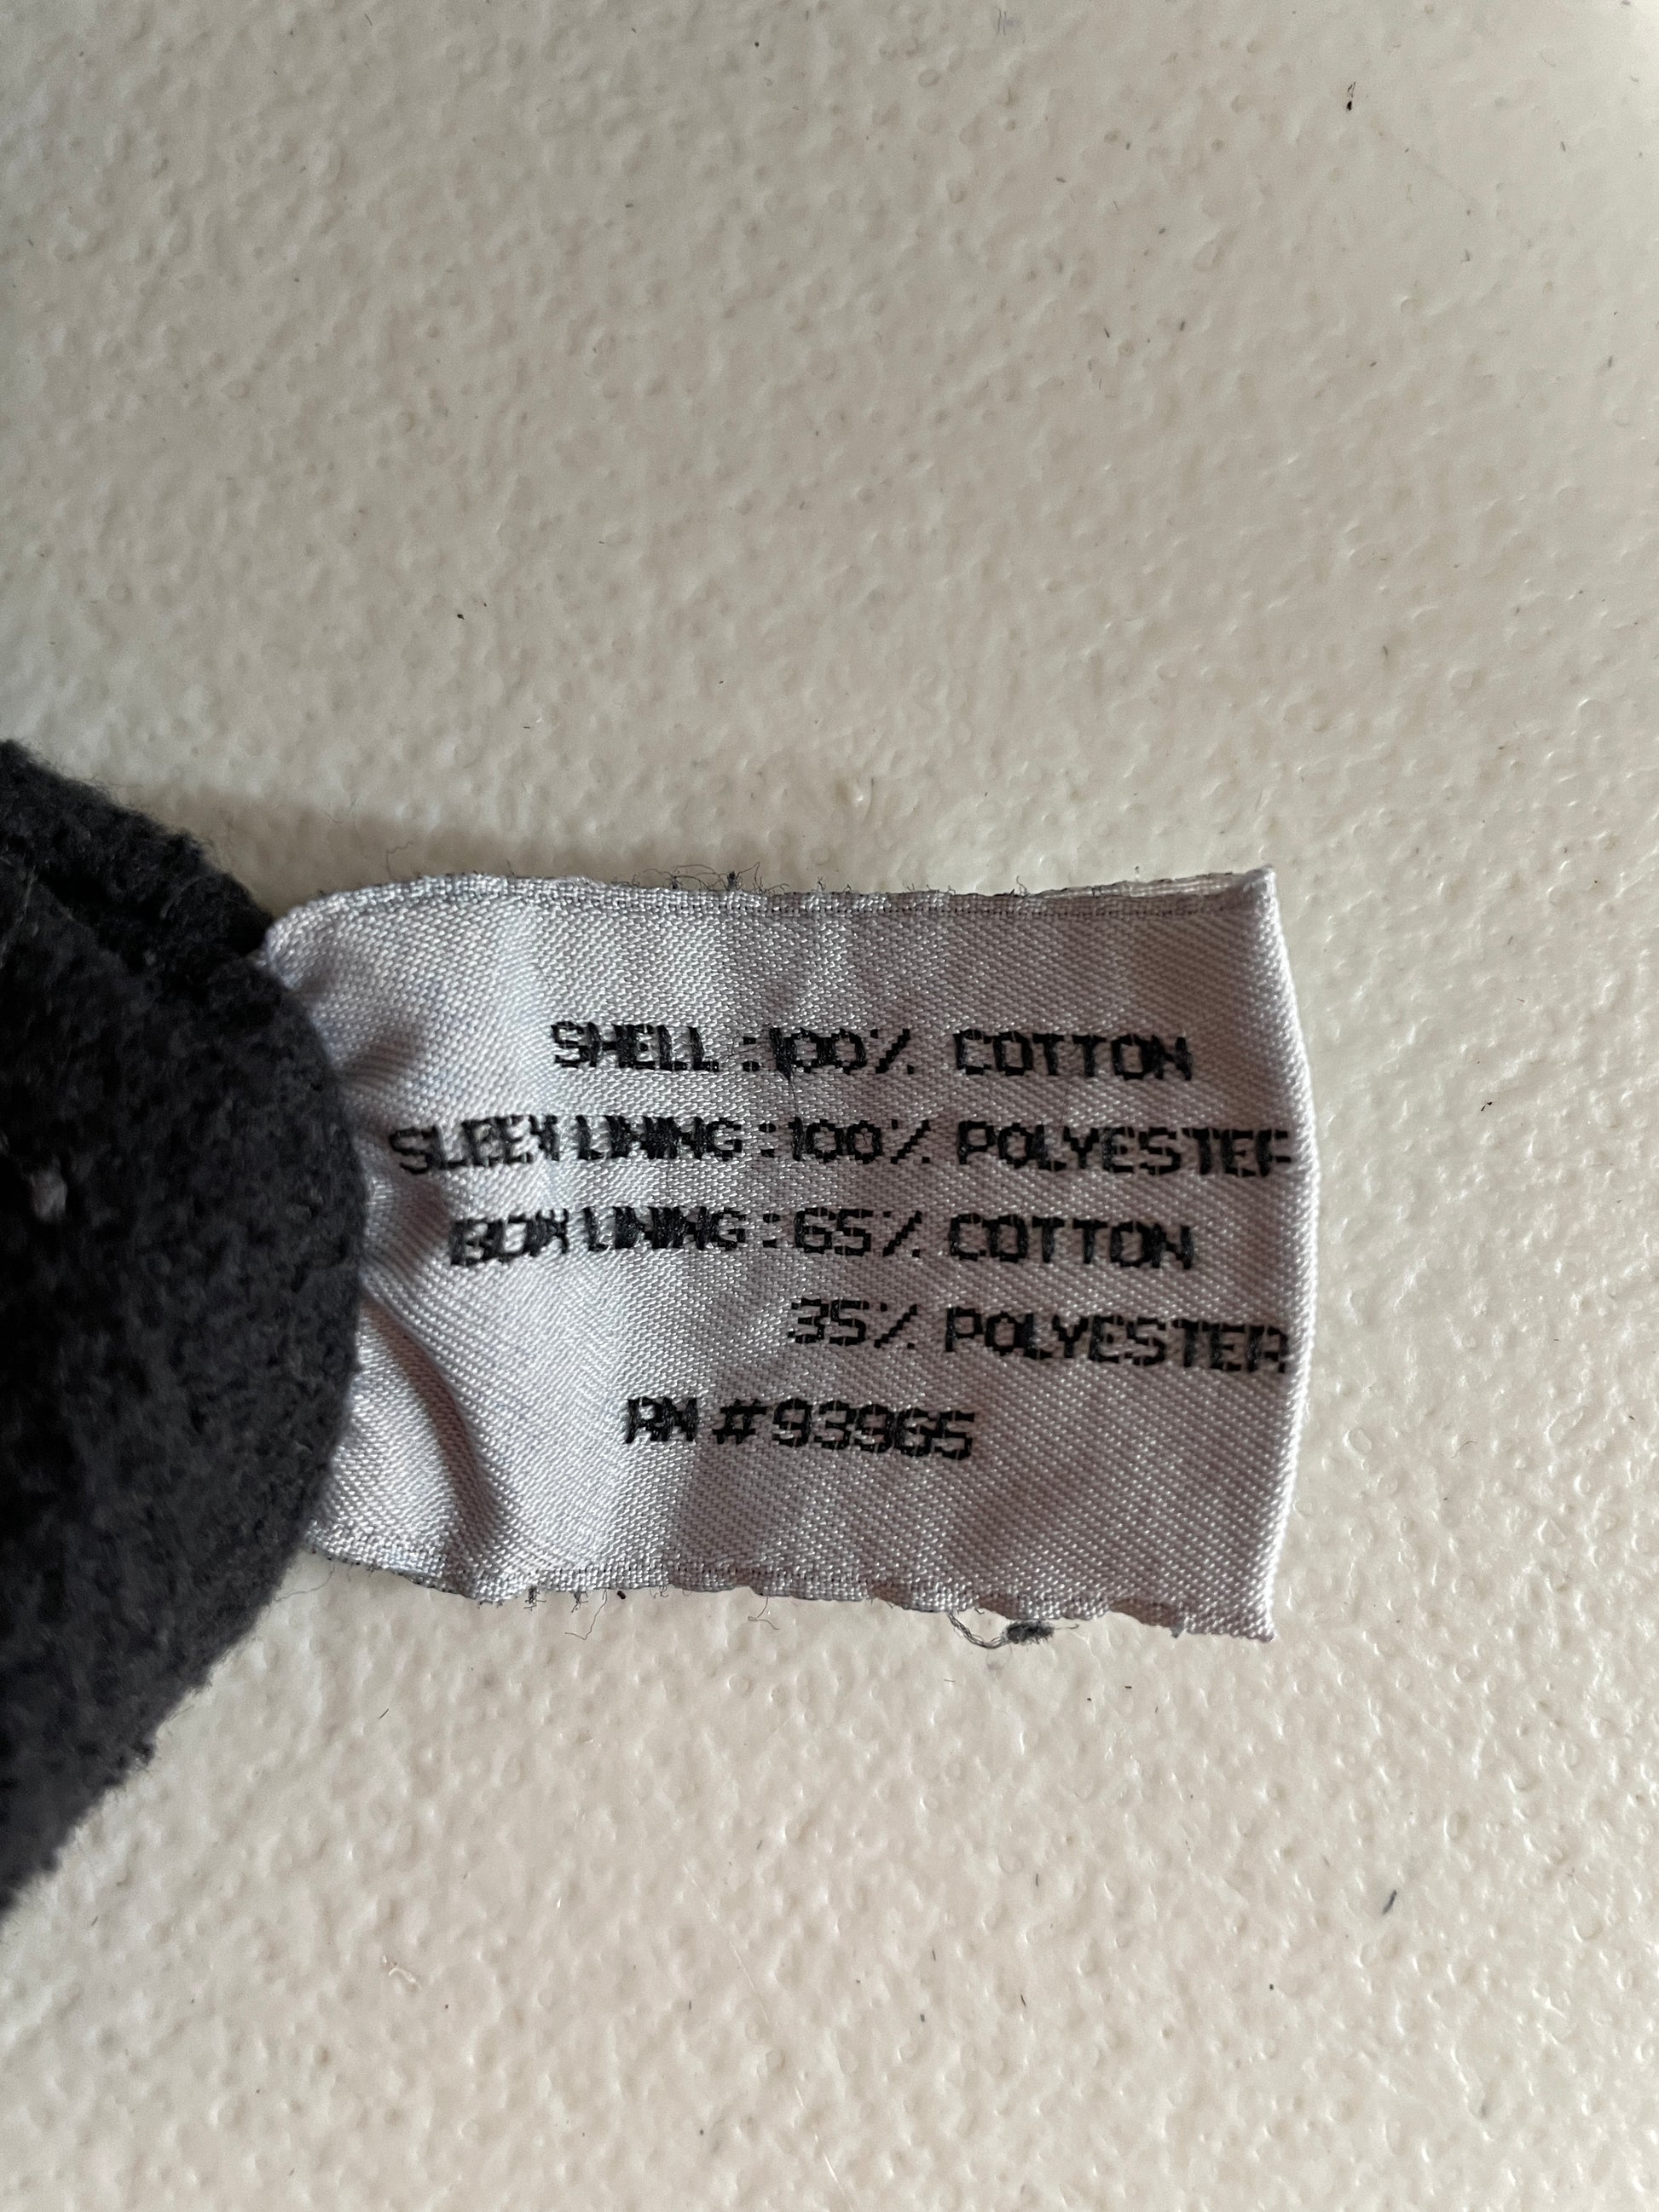 SHELL :100% COTTON
SLEEVE LINING :100% POLYESTER
BODY LINING :65% COTTON
35% POLYESTER
RN #93965